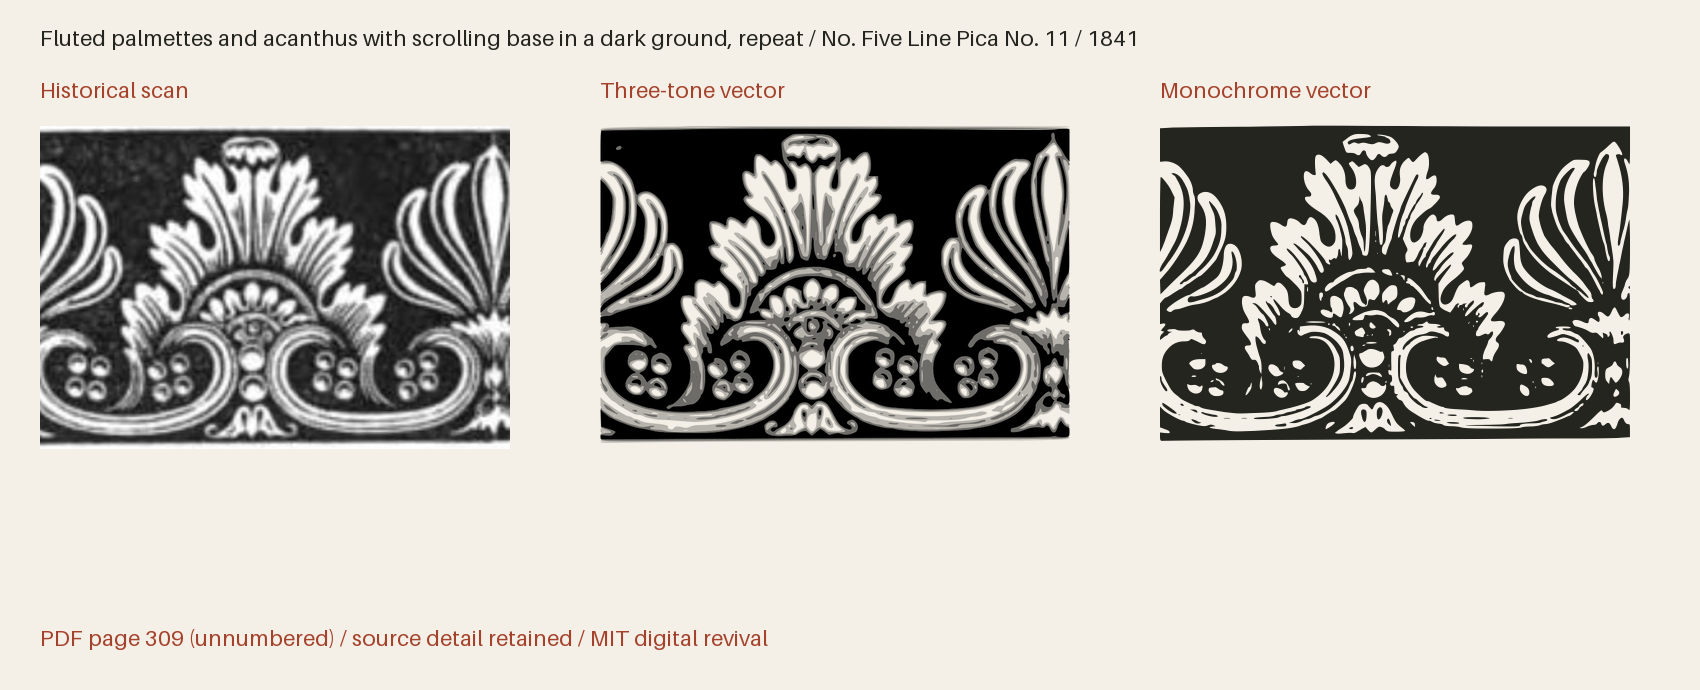 Fluted palmettes and acanthus with scrolling base in a dark ground, repeat / No. Five Line Pica No. 11 / 1841
Historical scan
Three-tone vector
Monochrome vector
PDF page 309 (unnumbered) / source detail retained / MIT digital revival